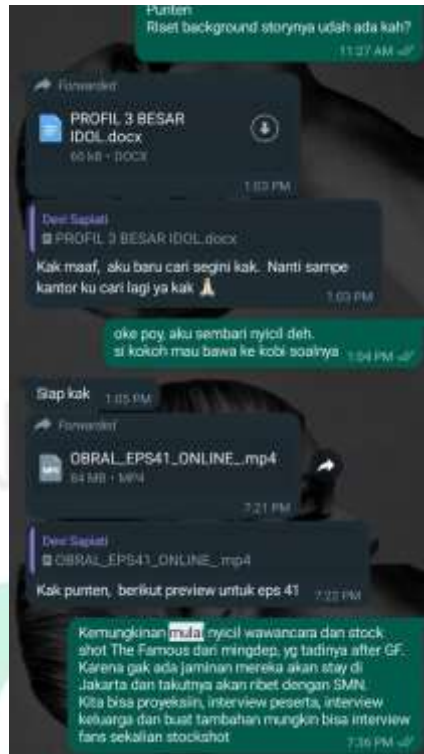 Punten
Riset background storynya udah ada kah?
11:27 AM
Forwarded
PROFIL 3 BESAR
IDOL.docx
60 kB • DOCX
1:03 PM
Devi Sapiati
PROFIL 3 BESAR IDOL.docx
Kak maaf, aku baru cari segini kak. Nanti sampe
kantor ku cari lagi ya kak 🙏🏻
1:03 PM
oke poy, aku sembari nyicil deh.
si kokoh mau bawa ke kobi soalnya
1:04 PM
Siap kak
1:05 PM
Forwarded
OBRAL_EPS41_ONLINE_.mp4
84 MB • MP4
7:21 PM
Devi Sapiati
OBRAL_EPS41_ONLINE_.mp4
Kak punten, berikut preview untuk eps 41
7:22 PM
Kemungkinan mulai nyicil wawancara dan stock
shot The Famous dari mingdep, yg tadinya after GF.
Karena gak ada jaminan mereka akan stay di
Jakarta dan takutnya akan ribet dengan SMN.
Kita bisa proyeksiin, interview peserta, interview
keluarga dan buat tambahan mungkin bisa interview
fans sekalian stockshot
7:36 PM